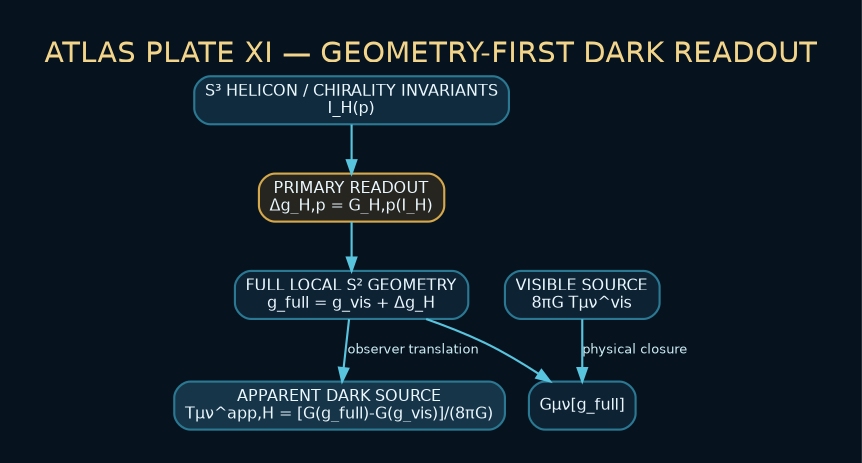 ATLAS PLATE XI — GEOMETRY-FIRST DARK READOUT
S³ HELICON / CHIRALITY INVARIANTS
I_H(p)
PRIMARY READOUT
Δg_H,p = G_H,p(I_H)
FULL LOCAL S² GEOMETRY
g_full = g_vis + Δg_H
VISIBLE SOURCE
8πG Tμν^vis
observer translation
physical closure
APPARENT DARK SOURCE
Tμν^app,H = [G(g_full)-G(g_vis)]/(8πG)
Gμν[g_full]